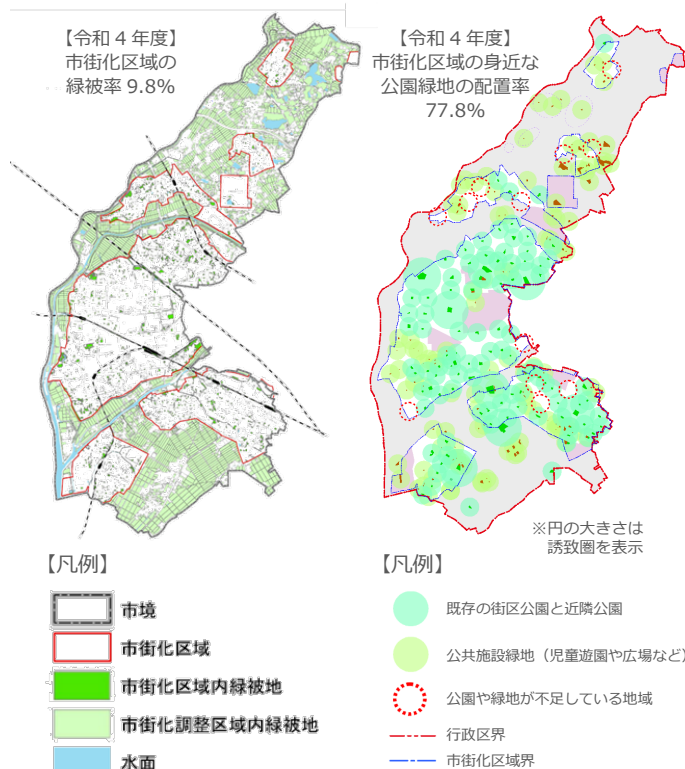 【令和４年度】
市街化区域の
緑被率 9.8%
【令和４年度】
市街化区域の身近な
公園緑地の配置率
77.8%
※円の大きさは
誘致圏を表示
【凡例】
市境
市街化区域
市街化区域内緑被地
市街化調整区域内緑被地
水面
【凡例】
既存の街区公園と近隣公園
公共施設緑地（児童遊園や広場など）
公園や緑地が不足している地域
行政区界
市街化区域界